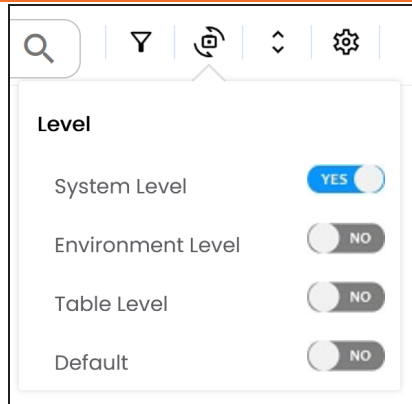 Level
System Level YES
Environment Level NO
Table Level NO
Default NO